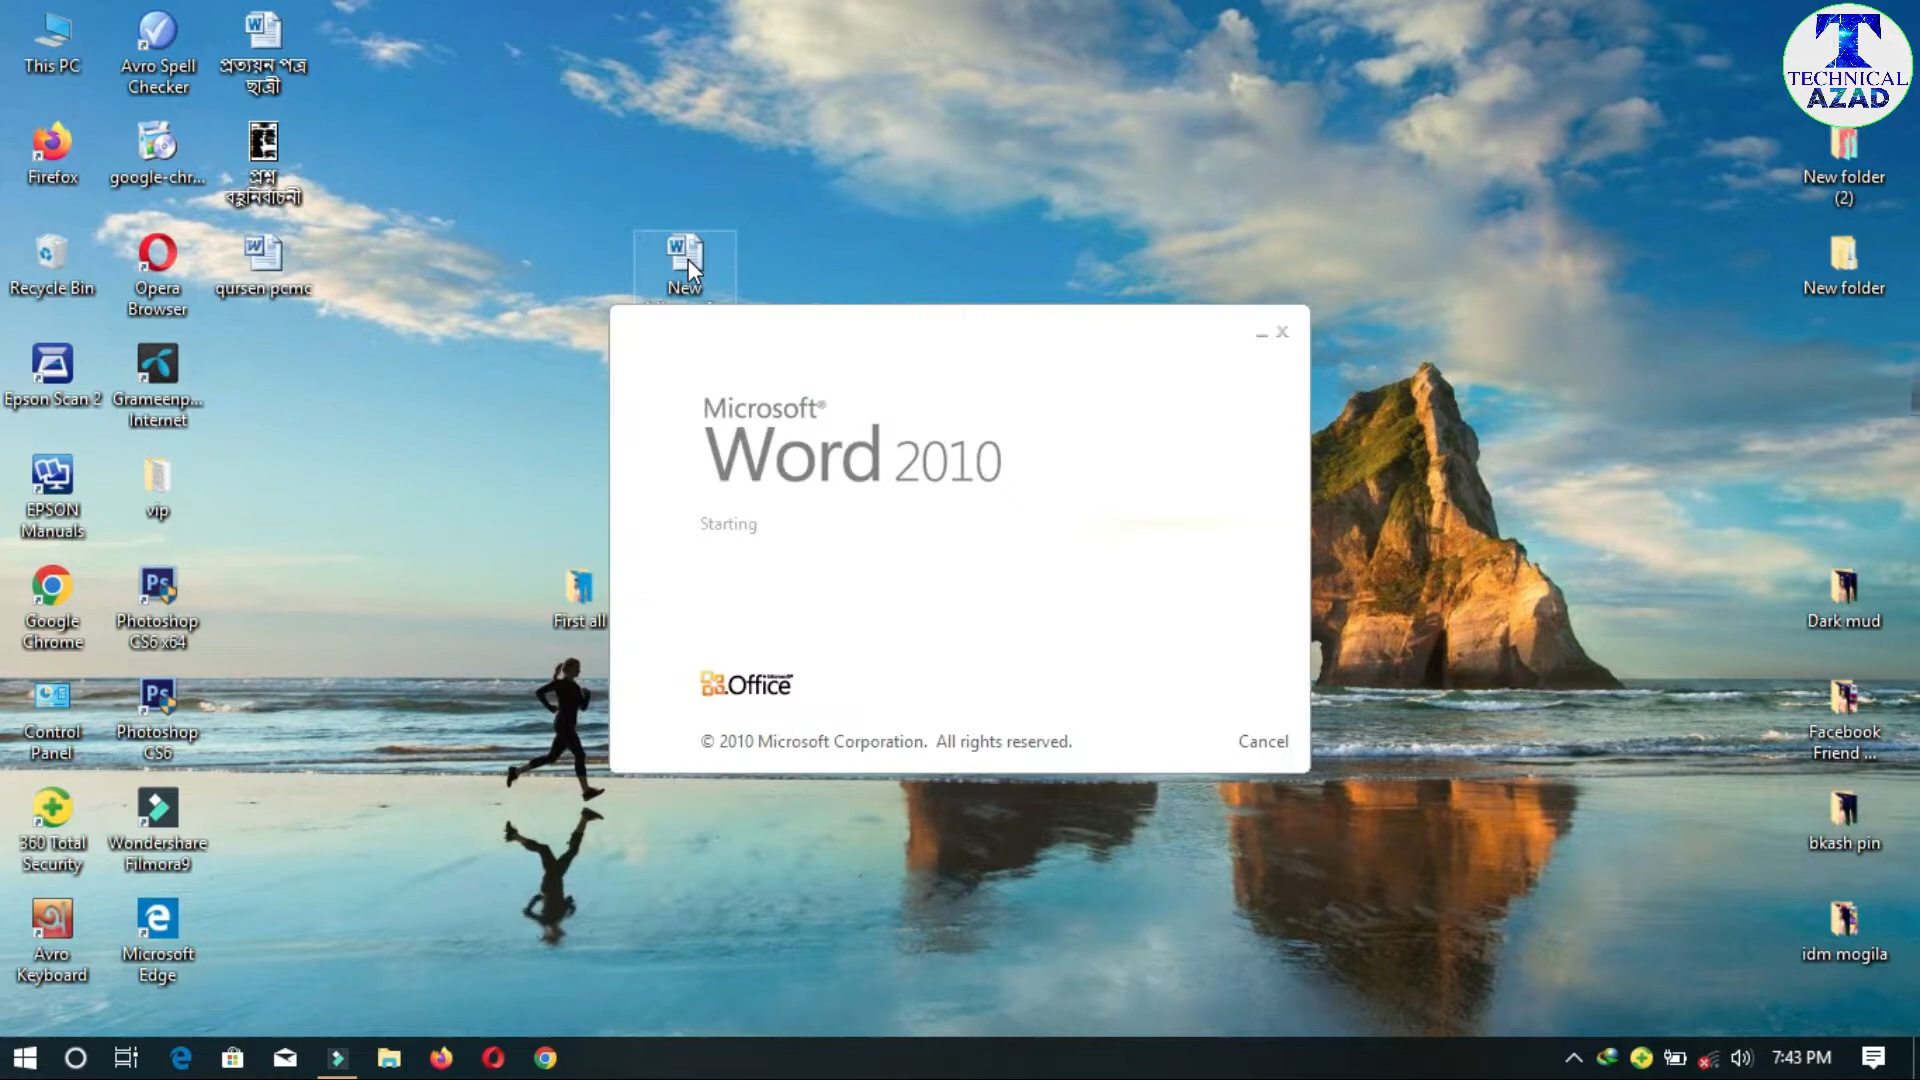 This PC
Avro Spell
Checker
প্রত্যয়ন পত্র
ছাত্রী
Firefox
google-chr...
প্রশ্ন
বহুনির্বাচনী
Recycle Bin
Opera
Browser
qursen pcmc
Epson Scan 2
Grameenp...
Internet
EPSON
Manuals
vip
Google
Chrome
Photoshop
CS6 x64
Control
Panel
Photoshop
CS6
360 Total
Security
Wondershare
Filmora9
Avro
Keyboard
Microsoft
Edge
New
First all
Microsoft®
Word 2010
Starting
Office
© 2010 Microsoft Corporation. All rights reserved.
Cancel
T
TECHNICAL
AZAD
New folder
(2)
New folder
Dark mud
Facebook
Friend ...
bkash pin
idm mogila
7:43 PM